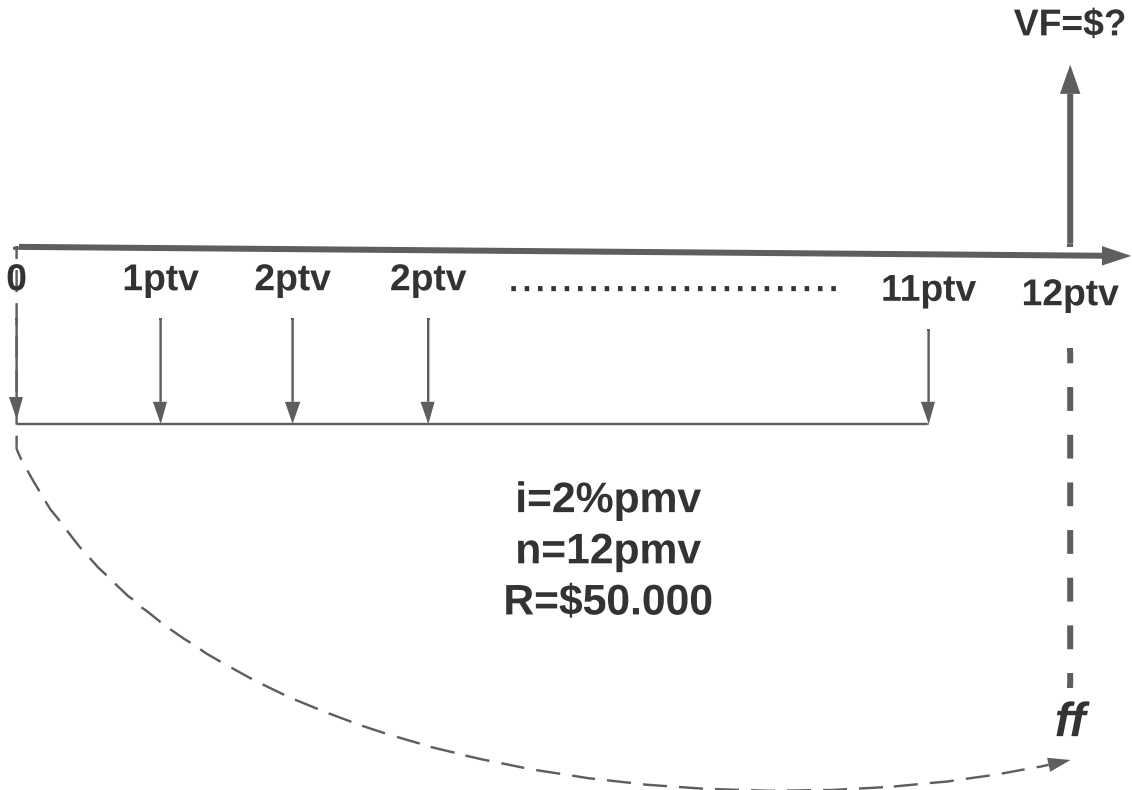 VF=$?
0 1ptv 2ptv 2ptv ......................... 11ptv 12ptv
i=2%pmv
n=12pmv
R=$50.000
ff